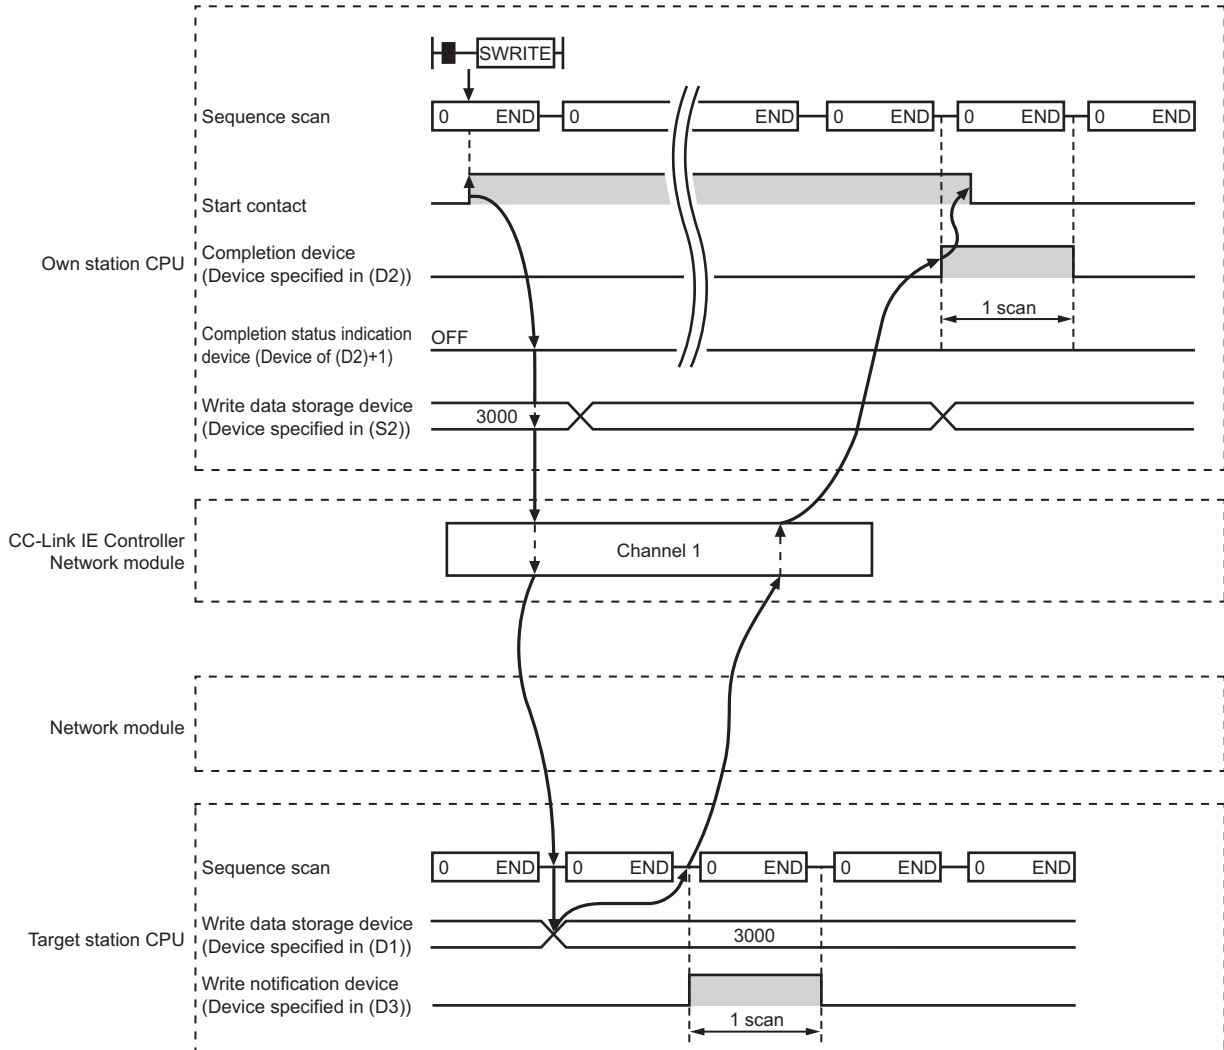 SWRITE
Sequence scan
0 END 0 END 0 END 0 END 0 END
Start contact
Own station CPU
Completion device
(Device specified in (D2))
1 scan
Completion status indication
device (Device of (D2)+1)
OFF
Write data storage device
(Device specified in (S2))
3000
CC-Link IE Controller
Network module
Channel 1
Network module
Sequence scan
0 END 0 END 0 END 0 END 0 END
Target station CPU
Write data storage device
(Device specified in (D1))
3000
Write notification device
(Device specified in (D3))
1 scan